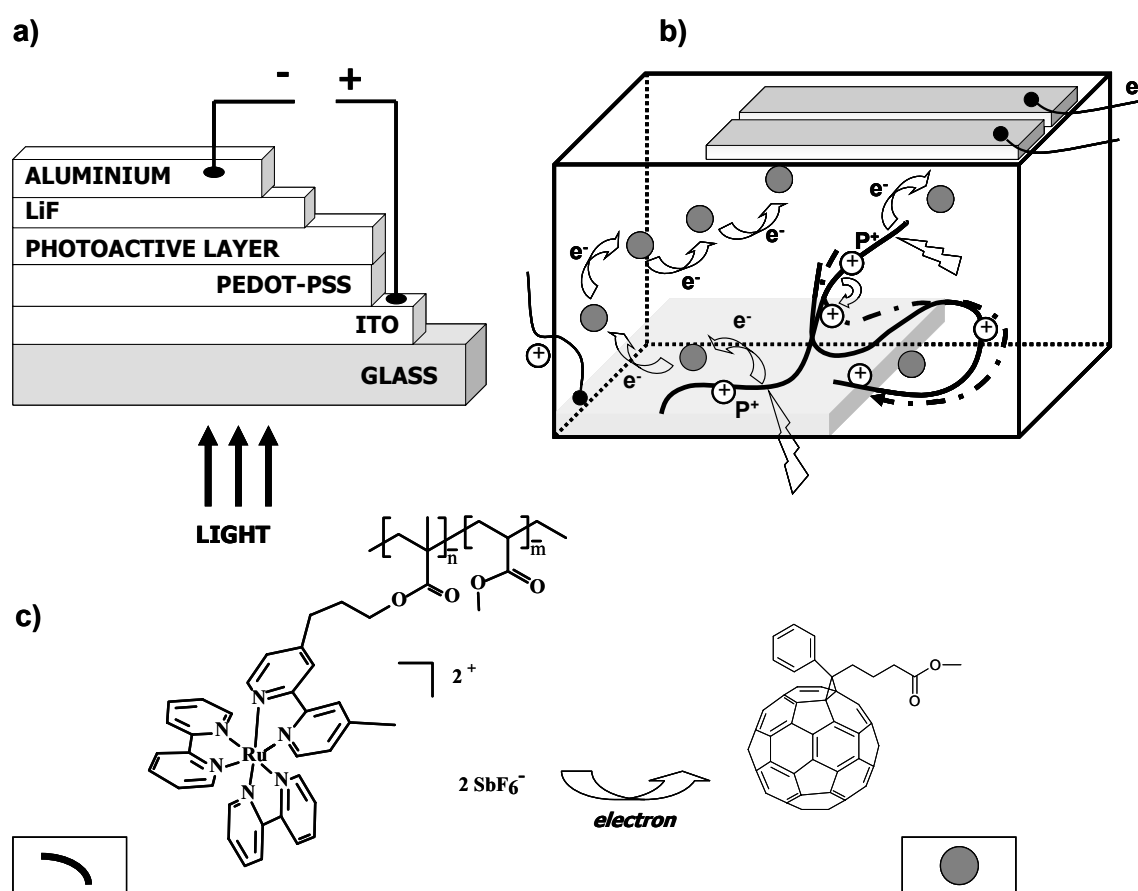 a)
- +
ALUMINIUM
LiF
PHOTOACTIVE LAYER
PEDOT-PSS
ITO
GLASS
LIGHT
b)
e
e-
e-
P+
+
e-
e-
+
+
e-
+
e-
+
+
P+
c)
n
m
O
O
O
O
2+
N
N
N
N
N
N
Ru
2 SbF6-
electron
O
O